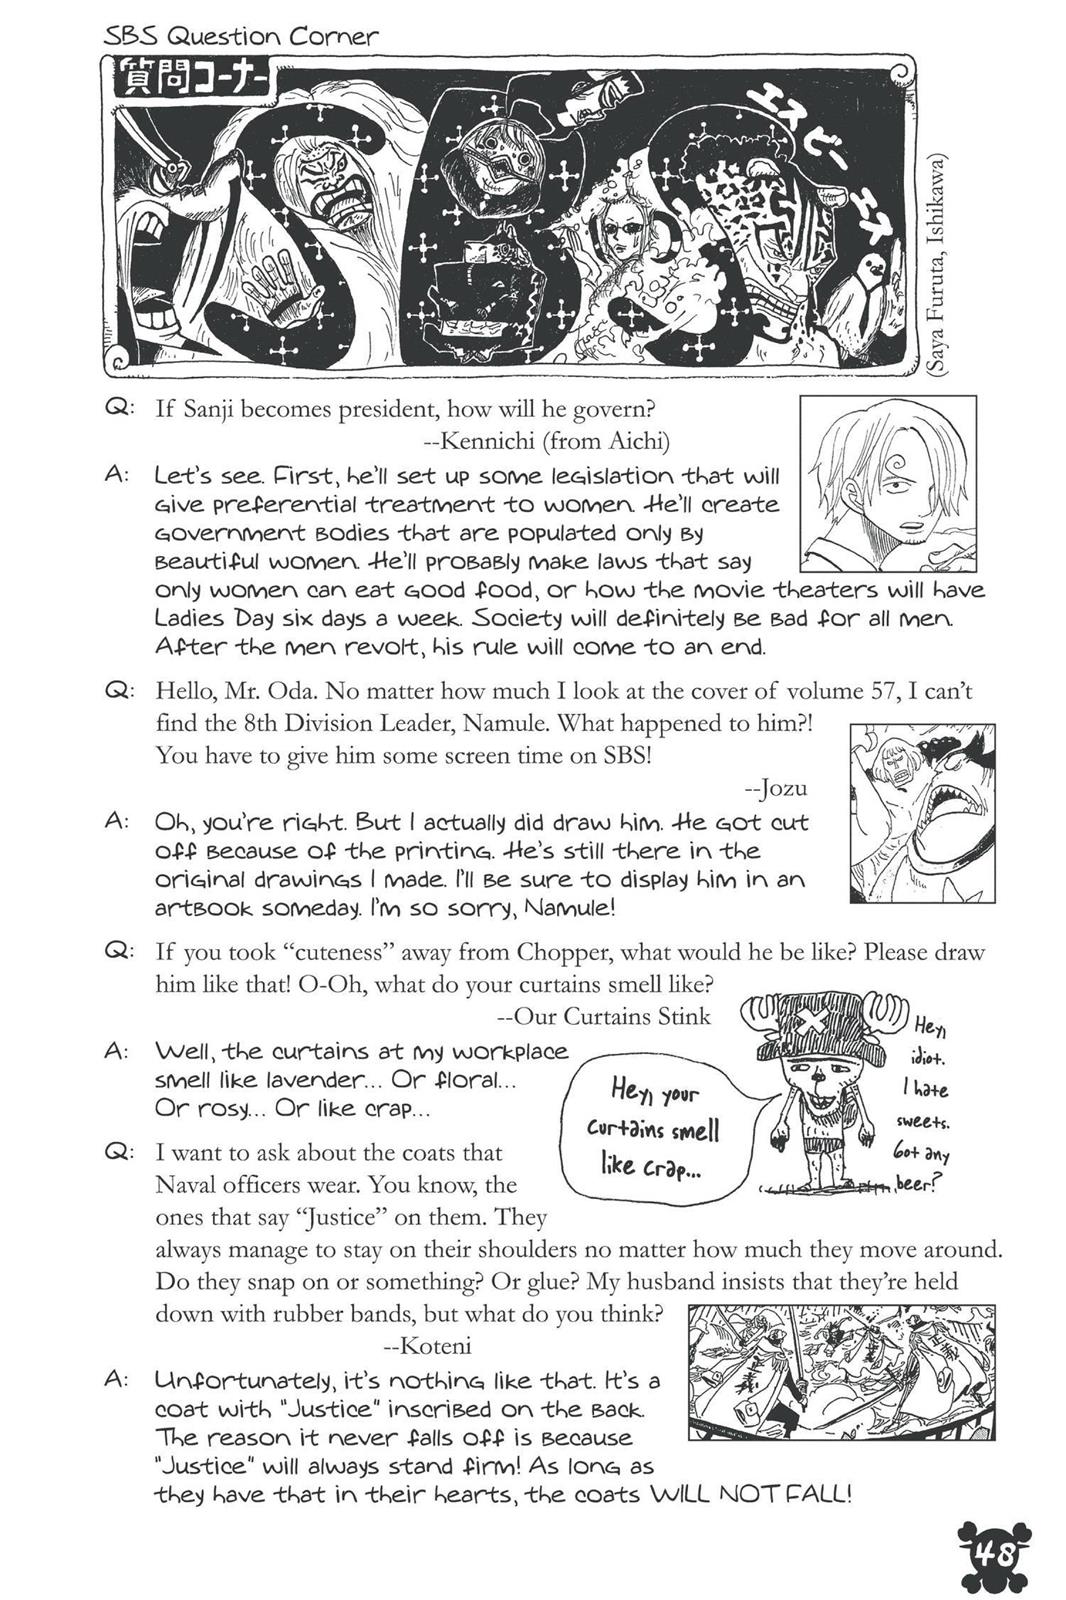 SBS Question Corner
質問コーナー
エスビー
エス
(Saya Furuta, Ishikawa)
Q: If Sanji becomes president, how will he govern?
--Kennichi (from Aichi)
A: Let's see. First, he'll set up some legislation that will
give preferential treatment to women. He'll create
government bodies that are populated only by
beautiful women. He'll probably make laws that say
only women can eat good food, or how the movie theaters will have
Ladies Day six days a week. Society will definitely be bad for all men.
After the men revolt, his rule will come to an end.
Q: Hello, Mr. Oda. No matter how much I look at the cover of volume 57, I can't
find the 8th Division Leader, Namule. What happened to him?!
You have to give him some screen time on SBS!
--Jozu
A: Oh, you're right. But I actually did draw him. He got cut
off because of the printing. He's still there in the
original drawings I made. I'll be sure to display him in an
artbook someday. I'm so sorry, Namule!
Q: If you took “cuteness” away from Chopper, what would he be like? Please draw
him like that! O-Oh, what do your curtains smell like?
--Our Curtains Stink
A: Well, the curtains at my workplace
smell like lavender... Or floral...
Or rosy... Or like crap...
Hey, your
curtains smell
like crap...
Hey,
idiot.
I hate
sweets.
Got any
beer?
Q: I want to ask about the coats that
Naval officers wear. You know, the
ones that say “Justice” on them. They
always manage to stay on their shoulders no matter how much they move around.
Do they snap on or something? Or glue? My husband insists that they're held
down with rubber bands, but what do you think?
--Koteni
A: Unfortunately, it's nothing like that. It's a
coat with "Justice" inscribed on the back.
The reason it never falls off is because
"Justice" will always stand firm! As long as
they have that in their hearts, the coats WILL NOT FALL!
48